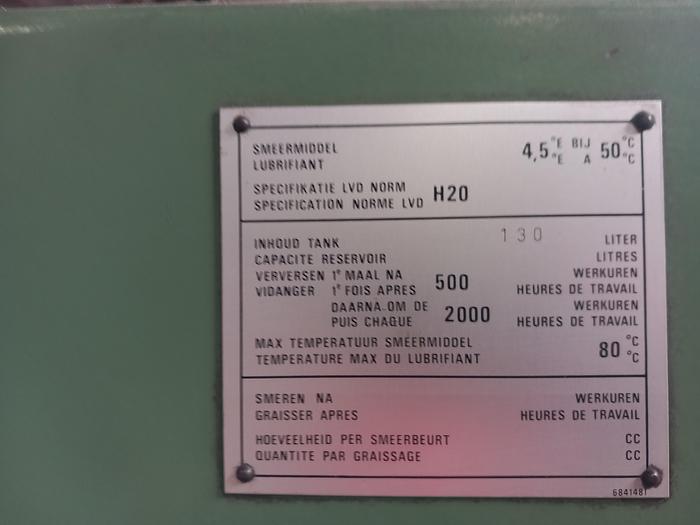 SMEERMIDDEL 4,5 °E BIJ 50 °C
LUBRIFIANT °E A °C
SPECIFIKATIE LVD NORM H20
SPECIFICATION NORME LVD
INHOUD TANK 130 LITER
CAPACITE RESERVOIR LITRES
VERVERSEN 1e MAAL NA 500 WERKUREN
VIDANGER 1e FOIS APRES HEURES DE TRAVAIL
DAARNA OM DE 2000 WERKUREN
PUIS CHAQUE HEURES DE TRAVAIL
MAX TEMPERATUUR SMEERMIDDEL 80 °C
TEMPERATURE MAX DU LUBRIFIANT °C
SMEREN NA WERKUREN
GRAISSER APRES HEURES DE TRAVAIL
HOEVEELHEID PER SMEERBEURT CC
QUANTITE PAR GRAISSAGE CC
6841481